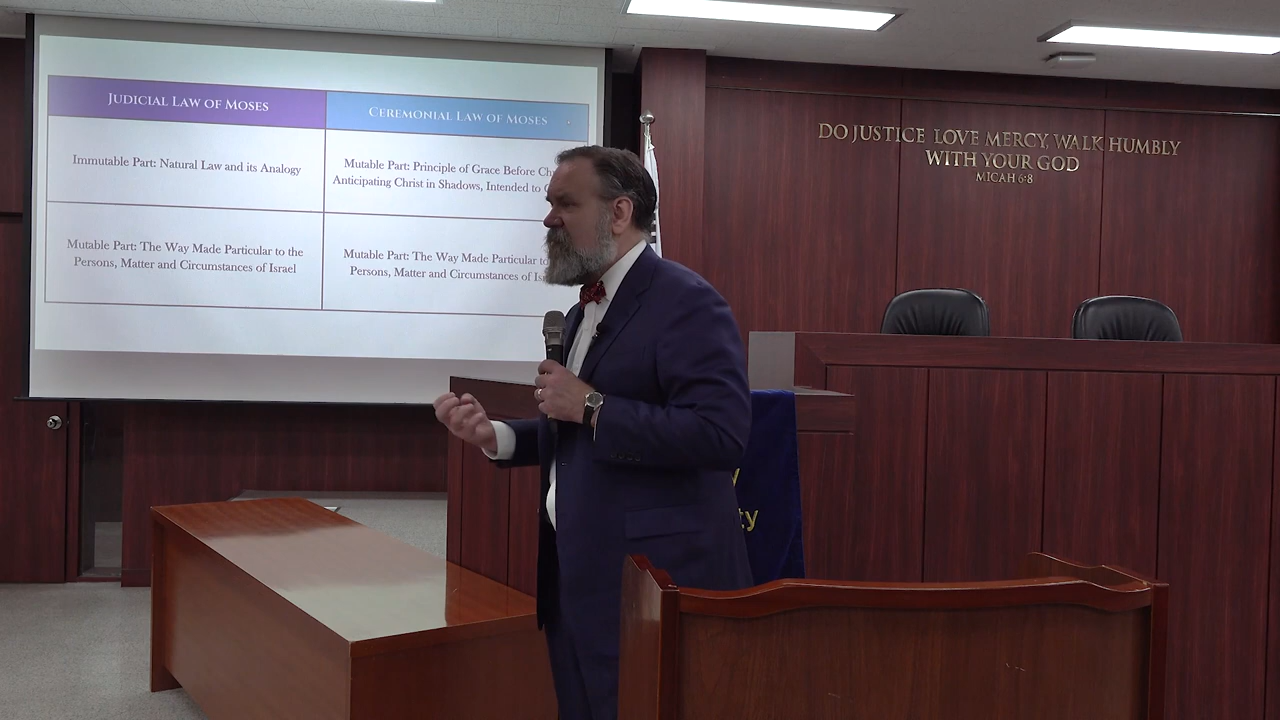 JUDICIAL LAW OF MOSES
CEREMONIAL LAW OF MOSES
Immutable Part: Natural Law and its Analogy
Mutable Part: Principle of Grace Before
Anticipating Christ in Shadows, Intended to
Mutable Part: The Way Made Particular to the
Persons, Matter and Circumstances of Israel
Mutable Part: The Way Made Particular to
Persons, Matter and Circumstances of
DO JUSTICE LOVE MERCY, WALK HUMBLY
WITH YOUR GOD
MICAH 6:8
ty